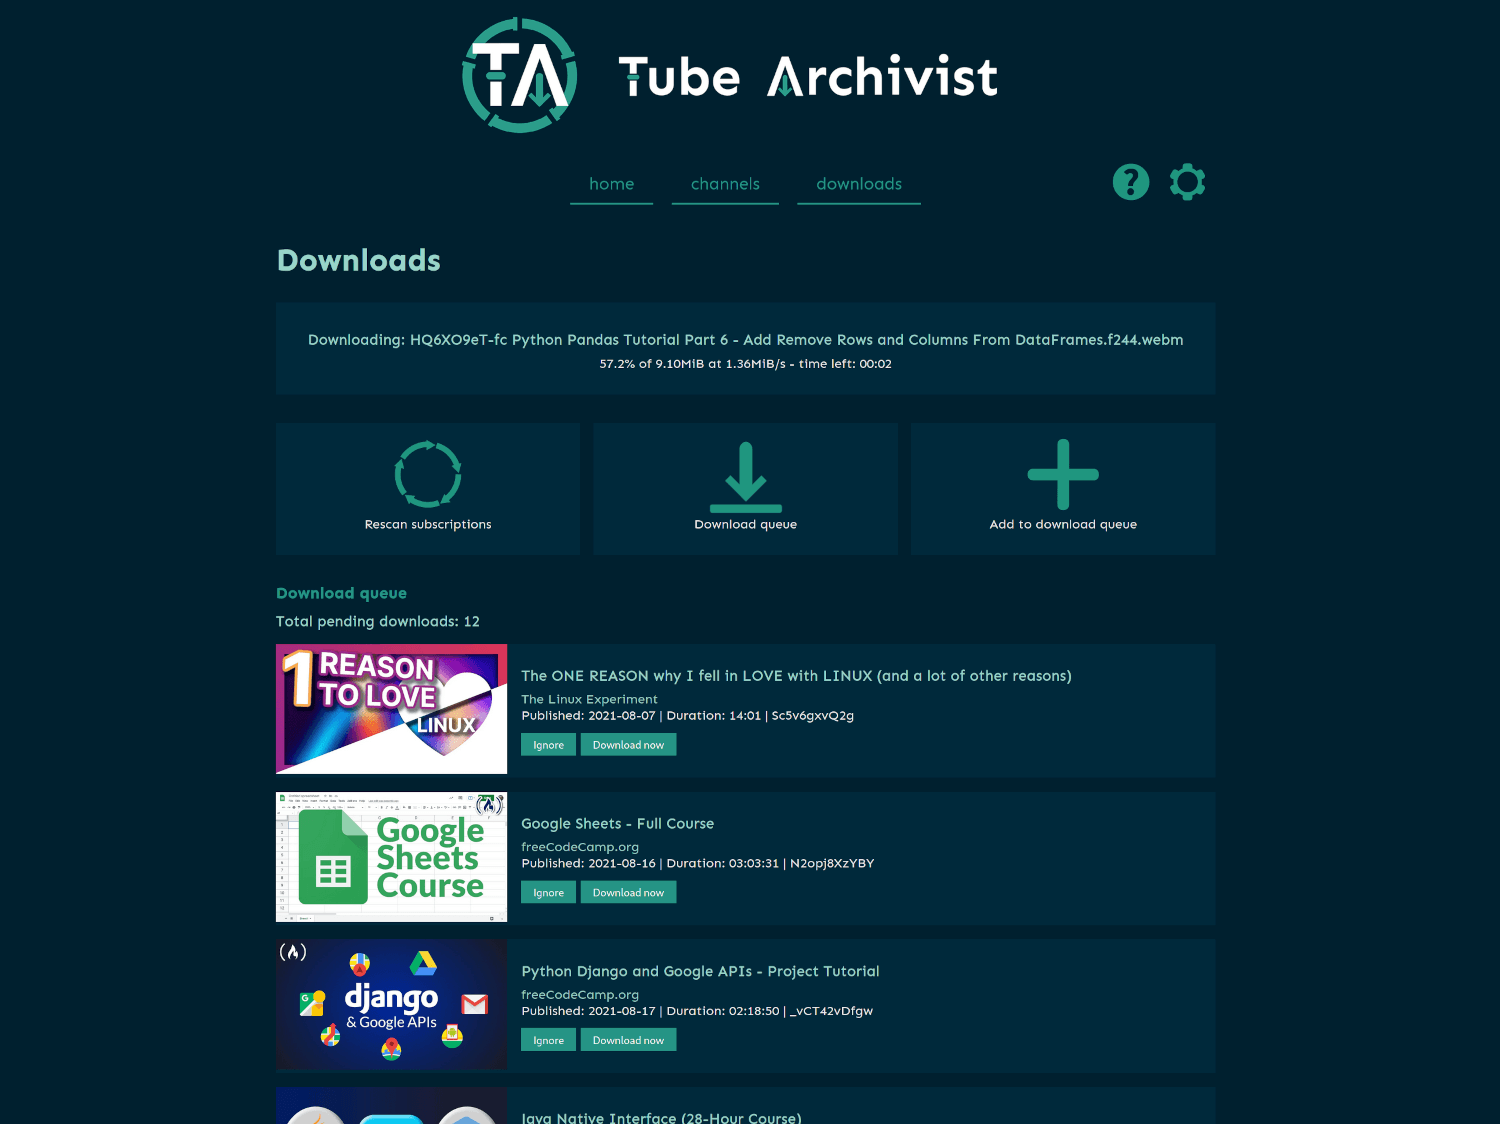 TA
Tube Archivist
home
channels
downloads
Downloads
Downloading: HQ6XO9eT-fc Python Pandas Tutorial Part 6 - Add Remove Rows and Columns From DataFrames.f244.webm
57.2% of 9.10MiB at 1.36MiB/s - time left: 00:02
Rescan subscriptions
Download queue
Add to download queue
Download queue
Total pending downloads: 12
1 REASON
TO LOVE
LINUX
The ONE REASON why I fell in LOVE with LINUX (and a lot of other reasons)
The Linux Experiment
Published: 2021-08-07 | Duration: 14:01 | Sc5v6gxvQ2g
Ignore
Download now
Google
Sheets
Course
Google Sheets - Full Course
freeCodeCamp.org
Published: 2021-08-16 | Duration: 03:03:31 | N2opj8XzYBY
Ignore
Download now
django
& Google APIs
Python Django and Google APIs - Project Tutorial
freeCodeCamp.org
Published: 2021-08-17 | Duration: 02:18:50 | _vCT42vDfgw
Ignore
Download now
Java Native Interface (28-Hour Course)